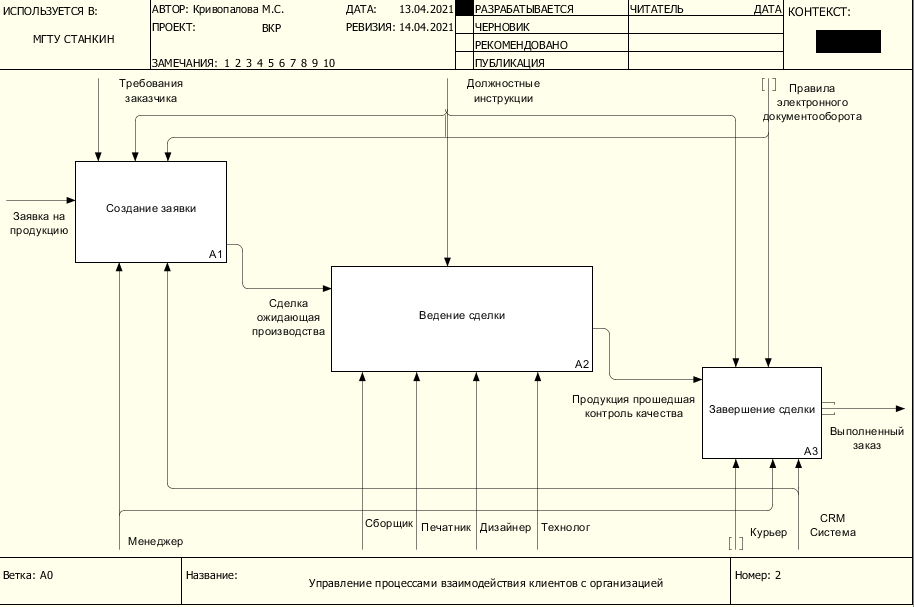 ИСПОЛЬЗУЕТСЯ В:
МГТУ СТАНКИН
АВТОР: Кривопалова М.С.
ДАТА: 13.04.2021
ПРОЕКТ: ВКР
РЕВИЗИЯ: 14.04.2021
ЗАМЕЧАНИЯ: 1 2 3 4 5 6 7 8 9 10
РАЗРАБАТЫВАЕТСЯ
ЧЕРНОВИК
РЕКОМЕНДОВАНО
ПУБЛИКАЦИЯ
ЧИТАТЕЛЬ ДАТА
КОНТЕКСТ:
Требования
заказчика
Должностные
инструкции
Правила
электронного
документооборота
Заявка на
продукцию
Создание заявки
A1
Сделка
ожидающая
производства
Ведение сделки
A2
Продукция прошедшая
контроль качества
Завершение сделки
A3
Выполненный
заказ
Менеджер
Сборщик
Печатник
Дизайнер
Технолог
Курьер
CRM
Система
Ветка: A0
Название:
Управление процессами взаимодействия клиентов с организацией
Номер: 2